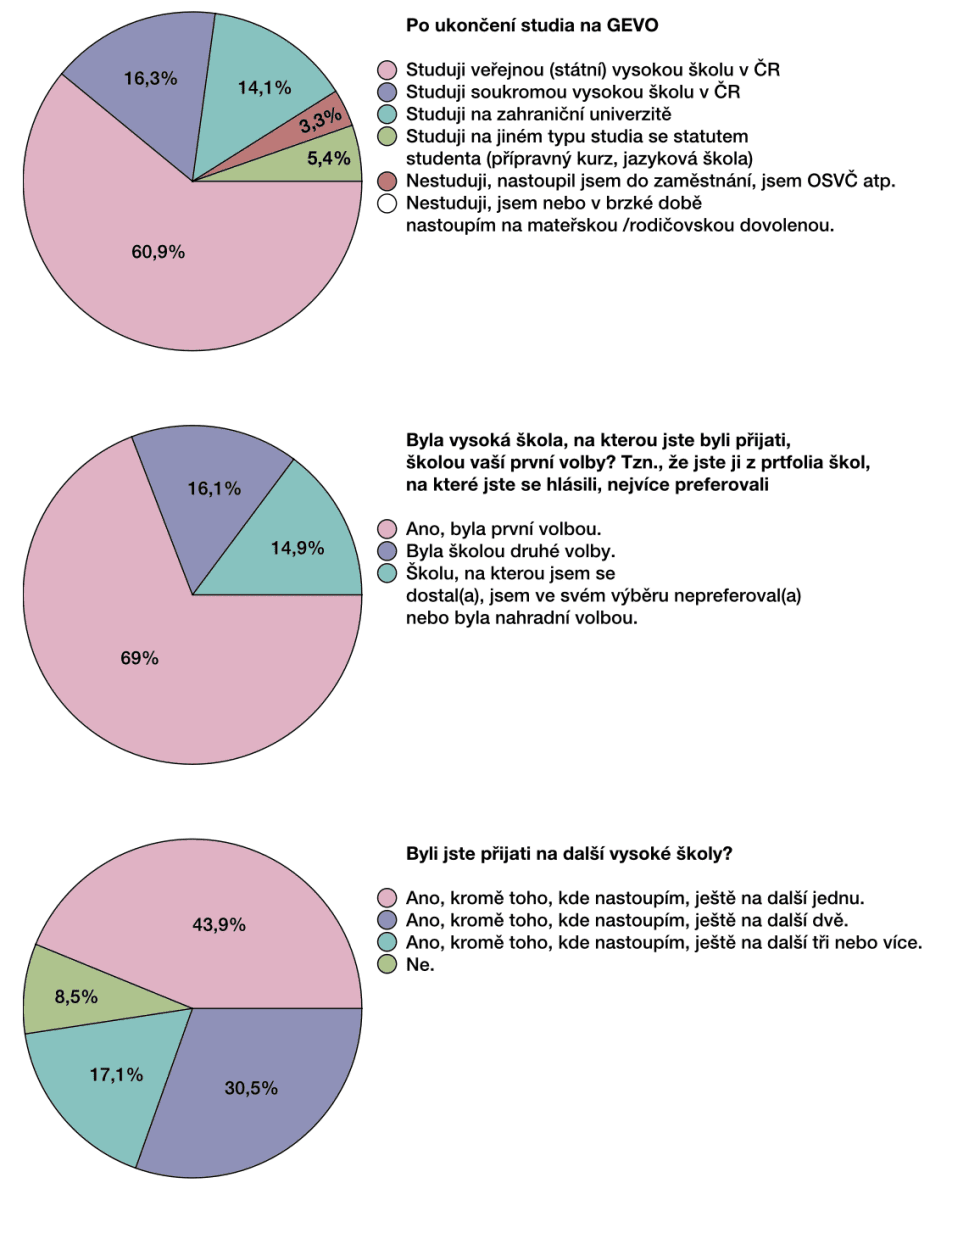 Po ukončení studia na GEVO
Studuji veřejnou (státní) vysokou školu v ČR
Studuji soukromou vysokou školu v ČR
Studuji na zahraniční univerzitě
Studuji na jiném typu studia se statutem
studenta (přípravný kurz, jazyková škola)
Nestuduji, nastoupil jsem do zaměstnání, jsem OSVČ atp.
Nestuduji, jsem nebo v brzké době
nastoupím na mateřskou /rodičovskou dovolenou.
16,3%
14,1%
3,3%
5,4%
60,9%
Byla vysoká škola, na kterou jste byli přijati,
školou vaší první volby? Tzn., že jste ji z prtfolia škol,
na které jste se hlásili, nejvíce preferovali
Ano, byla první volbou.
Byla školou druhé volby.
Školu, na kterou jsem se
dostal(a), jsem ve svém výběru nepreferoval(a)
nebo byla nahradní volbou.
16,1%
14,9%
69%
Byli jste přijati na další vysoké školy?
Ano, kromě toho, kde nastoupím, ještě na další jednu.
Ano, kromě toho, kde nastoupím, ještě na další dvě.
Ano, kromě toho, kde nastoupím, ještě na další tři nebo více.
Ne.
43,9%
8,5%
17,1%
30,5%